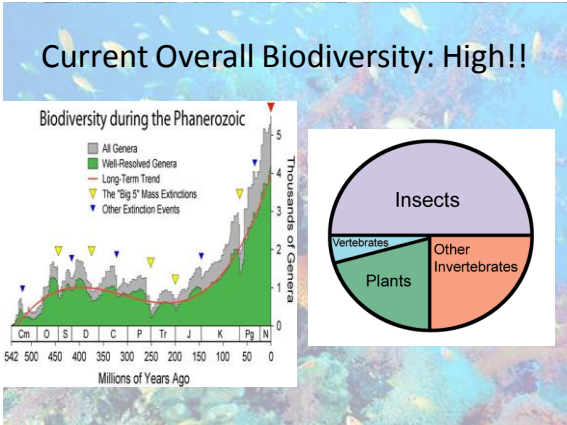 Current Overall Biodiversity: High!!
Biodiversity during the Phanerozoic
All Genera
Well-Resolved Genera
Long-Term Trend
The "Big 5" Mass Extinctions
Other Extinction Events
5
4
3
2
1
0
Thousands of Genera
Cm O S D C P Tr J K Pg N
542 500 450 400 350 300 250 200 150 100 50 0
Millions of Years Ago
Insects
Vertebrates
Other
Invertebrates
Plants